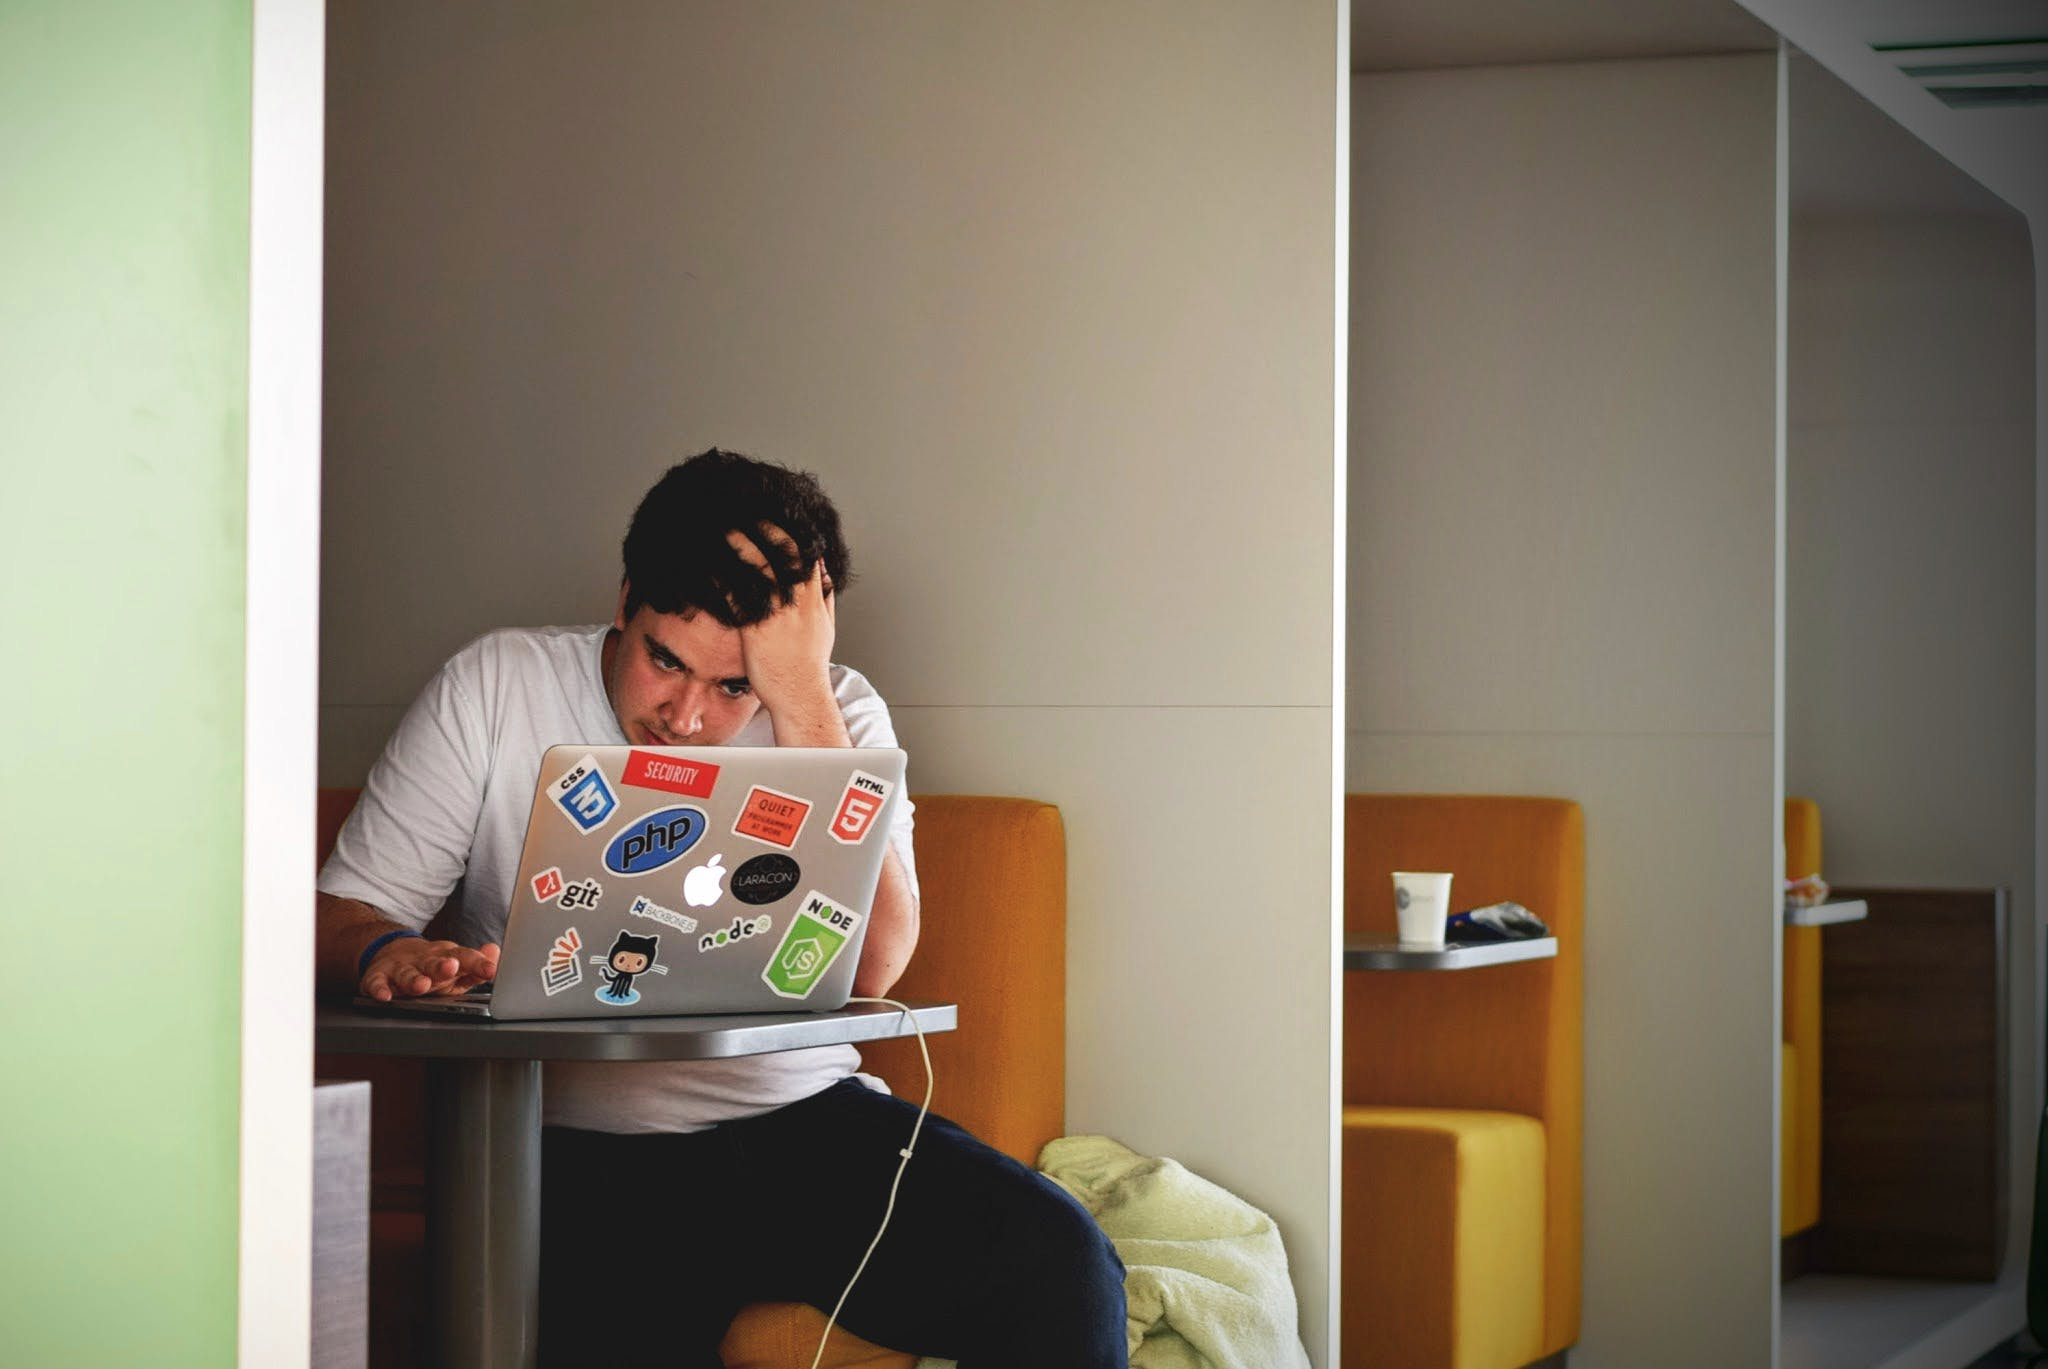 CSS
SECURITY
HTML
5
php
QUIET
PROGRAMMER
AT WORK
git
LARACON
BACKBONE.JS
node
NODE
JS